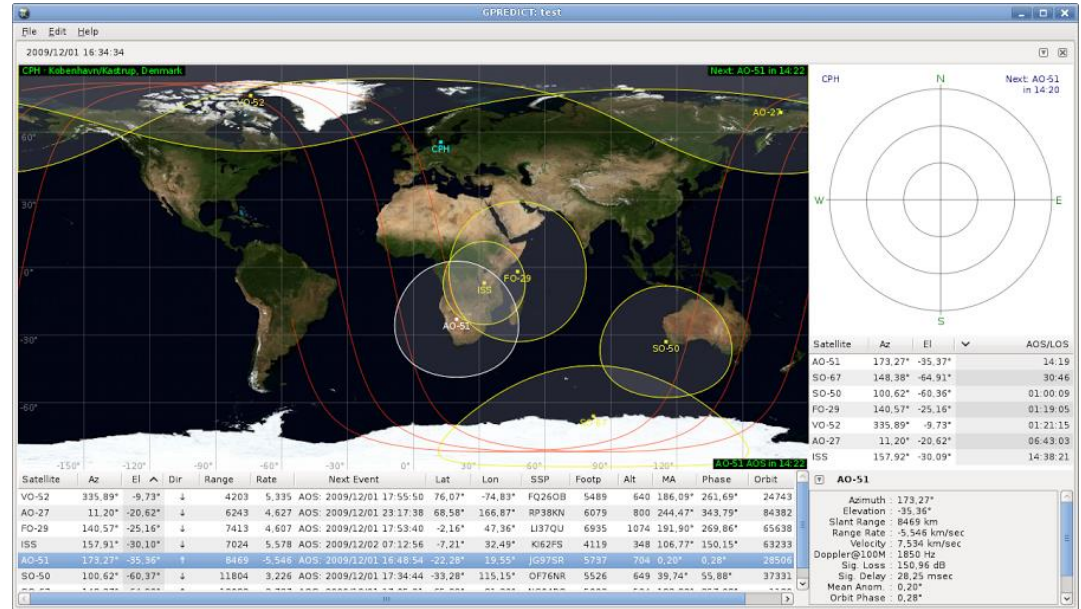 GPREDICT: test
File Edit Help
2009/12/01 16:34:34
CPH · Kobenhavn/Kastrup, Denmark
Next: AO-51 in 14:22
VO-52
AO-27
CPH
60°
30°
0°
-30°
-60°
FO-29
ISS
AO-51
SO-50
-150° -120° -90° -60° -30° 0° 30° 60° 90° 120°
AO-51 AOS in 14:22
CPH
N
Next: AO-51
in 14:20
W
E
S
Satellite Az El AOS/LOS
AO-51 173,27° -35,37° 14:19
SO-67 148,38° -64,91° 30:46
SO-50 100,62° -60,36° 01:00:09
FO-29 140,57° -25,16° 01:19:05
VO-52 335,89° -9,73° 01:21:15
AO-27 11,20° -20,62° 06:43:03
ISS 157,92° -30,09° 14:38:21
Satellite Az El Dir Range Rate Next Event Lat Lon SSP Footp Alt MA Phase Orbit
VO-52 335,89° -9,73° ↓ 4203 5,335 AOS: 2009/12/01 17:55:50 76,07° -74,83° FQ26OB 5489 640 186,09° 261,69° 24743
AO-27 11,20° -20,62° ↓ 6243 4,627 AOS: 2009/12/01 23:17:38 68,58° 166,87° RP38KN 6079 800 244,47° 343,79° 84382
FO-29 140,57° -25,16° ↓ 7413 4,607 AOS: 2009/12/01 17:53:40 -2,16° 47,36° LI37QU 6935 1074 191,90° 269,86° 65638
ISS 157,91° -30,10° ↓ 7024 5,578 AOS: 2009/12/02 07:12:56 -7,21° 32,49° KI62FS 4119 348 106,77° 150,15° 63233
AO-51 173,27° -35,36° ↑ 8469 -5,546 AOS: 2009/12/01 16:48:54 -22,28° 19,55° JG97SR 5737 704 0,20° 0,28° 28506
SO-50 100,62° -60,37° ↓ 11804 3,226 AOS: 2009/12/01 17:34:44 -33,28° 115,15° OF76NR 5526 649 39,74° 55,88° 37331
AO-51
Azimuth : 173,27°
Elevation : -35,36°
Slant Range : 8469 km
Range Rate : -5,546 km/sec
Velocity : 7,534 km/sec
Doppler@100M : 1850 Hz
Sig. Loss : 150,96 dB
Sig. Delay : 28,25 msec
Mean Anom. : 0,20°
Orbit Phase : 0,28°